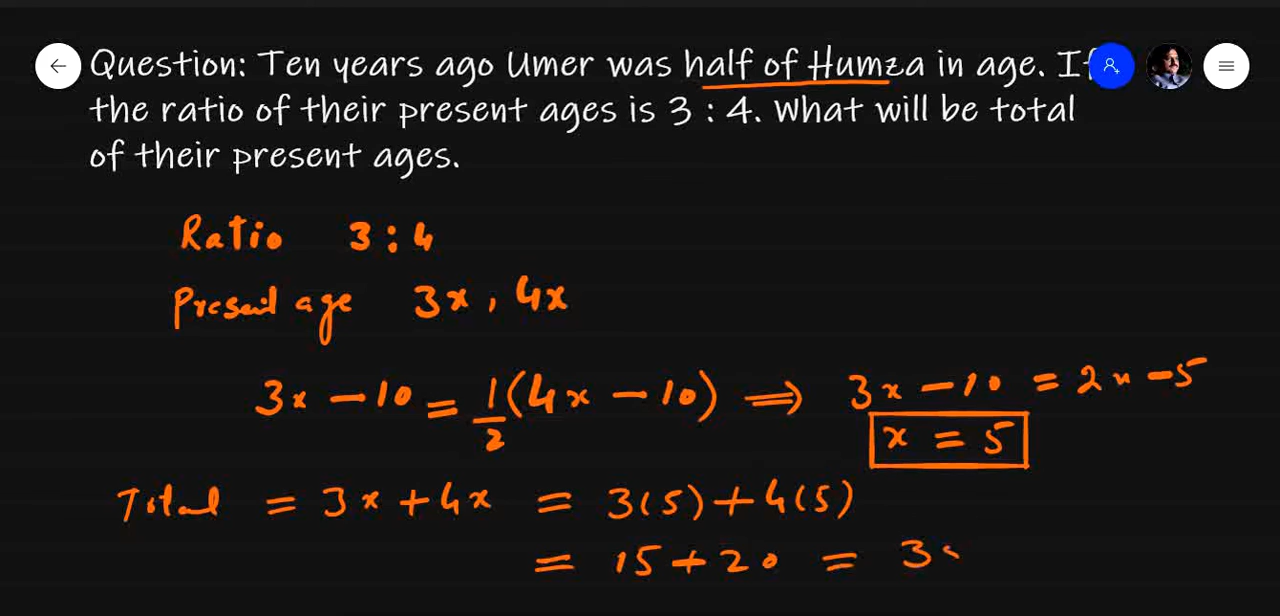 Question: Ten years ago Umer was half of Humza in age. If
the ratio of their present ages is 3 : 4. What will be total
of their present ages.
Ratio 3 : 4
Present age 3x, 4x
3x - 10 = 1/2 (4x - 10) ⟹ 3x - 10 = 2x - 5
x = 5
Total = 3x + 4x = 3(5) + 4(5)
= 15 + 20 = 3